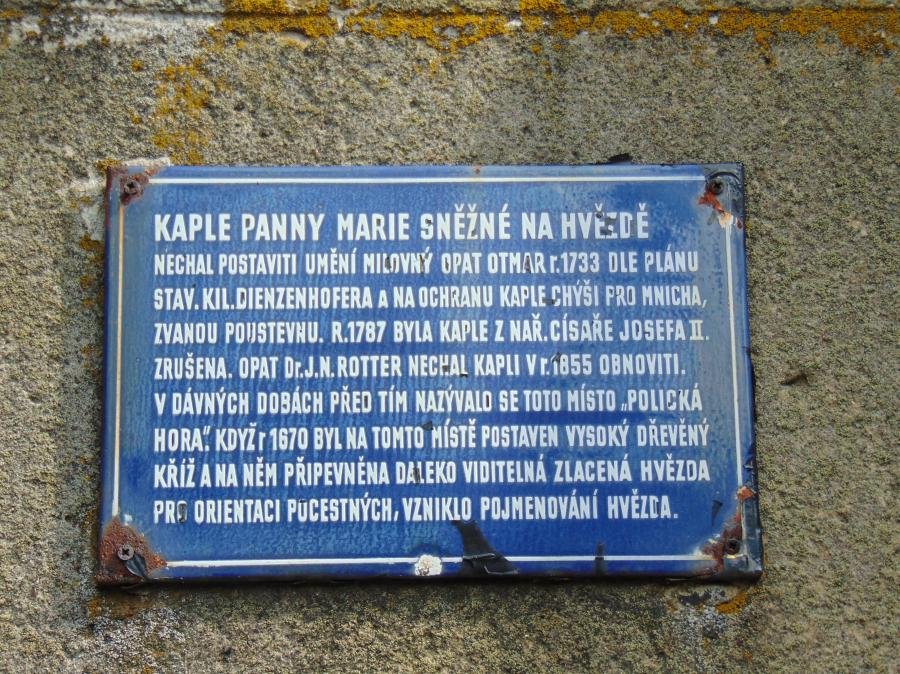 KAPLE PANNY MARIE SNĚŽNÉ NA HVĚZDĚ
NECHAL POSTAVITI UMĚNÍ MILOVNÝ OPAT OTMAR r.1733 DLE PLÁNU
STAV. KIL.DIENZENHOFERA A NA OCHRANU KAPLE CHÝŠI PRO MNICHA,
ZVANOU POUSTEVNU. R.1787 BYLA KAPLE Z NAŘ. CÍSAŘE JOSEFA II.
ZRUŠENA. OPAT Dr.J.N.ROTTER NECHAL KAPLI V r.1855 OBNOVITI.
V DÁVNÝCH DOBÁCH PŘED TÍM NAZÝVALO SE TOTO MÍSTO „POLICKÁ
HORA". KDYŽ r 1670 BYL NA TOMTO MÍSTĚ POSTAVEN VYSOKÝ DŘEVĚNÝ
KŘÍŽ A NA NĚM PŘIPEVNĚNA DALEKO VIDITELNÁ ZLACENÁ HVĚZDA
PRO ORIENTACI POCESTNÝCH, VZNIKLO POJMENOVÁNÍ HVĚZDA.